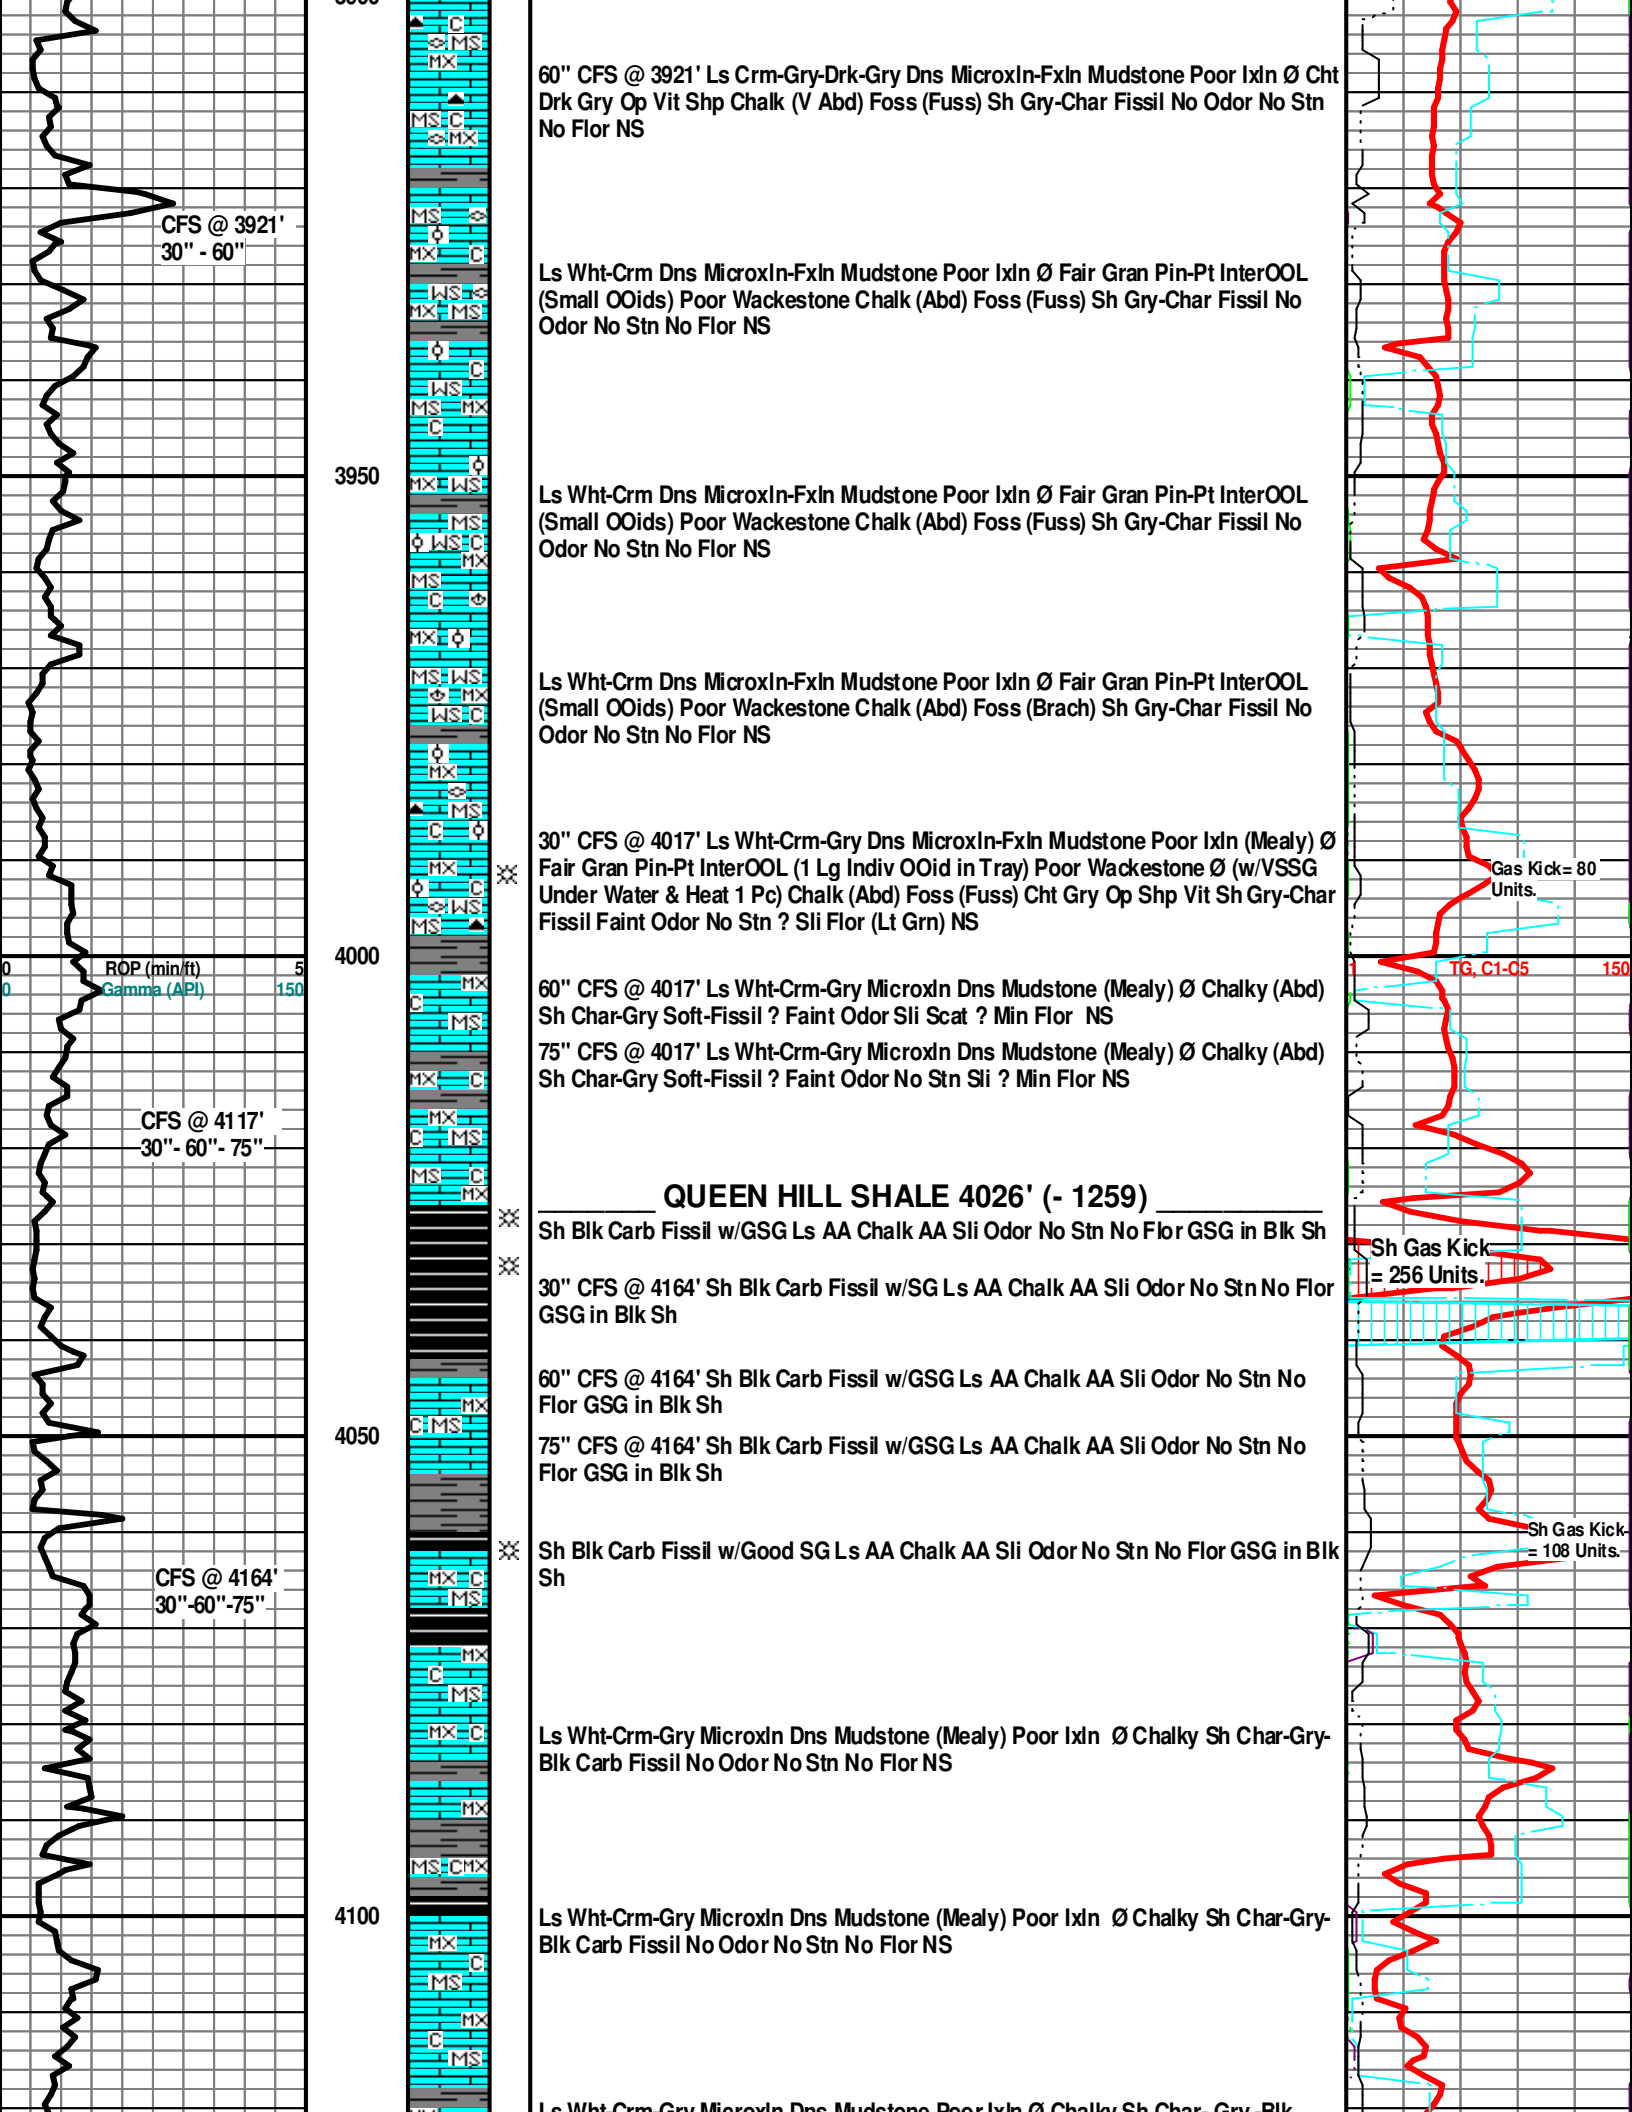 60" CFS @ 3921' Ls Crm-Gry-Drk-Gry Dns Microxln-Fxln Mudstone Poor Ixln Ø Cht
Drk Gry Op Vit Shp Chalk (V Abd) Foss (Fuss) Sh Gry-Char Fissil No Odor No Stn
No Flor NS
CFS @ 3921'
30" - 60"
Ls Wht-Crm Dns Microxln-Fxln Mudstone Poor Ixln Ø Fair Gran Pin-Pt InterOOL
(Small OOids) Poor Wackestone Chalk (Abd) Foss (Fuss) Sh Gry-Char Fissil No
Odor No Stn No Flor NS
3950
Ls Wht-Crm Dns Microxln-Fxln Mudstone Poor Ixln Ø Fair Gran Pin-Pt InterOOL
(Small OOids) Poor Wackestone Chalk (Abd) Foss (Fuss) Sh Gry-Char Fissil No
Odor No Stn No Flor NS
Ls Wht-Crm Dns Microxln-Fxln Mudstone Poor Ixln Ø Fair Gran Pin-Pt InterOOL
(Small OOids) Poor Wackestone Chalk (Abd) Foss (Brach) Sh Gry-Char Fissil No
Odor No Stn No Flor NS
30" CFS @ 4017' Ls Wht-Crm-Gry Dns Microxln-Fxln Mudstone Poor Ixln (Mealy) Ø
Fair Gran Pin-Pt InterOOL (1 Lg Indiv OOid in Tray) Poor Wackestone Ø (w/VSSG
Under Water & Heat 1 Pc) Chalk (Abd) Foss (Fuss) Cht Gry Op Shp Vit Sh Gry-Char
Fissil Faint Odor No Stn ? Sli Flor (Lt Grn) NS
Gas Kick= 80
Units.
4000
0 ROP (min/ft) 5
0 Gamma (API) 150
1 TG, C1-C5 150
60" CFS @ 4017' Ls Wht-Crm-Gry Microxln Dns Mudstone (Mealy) Ø Chalky (Abd)
Sh Char-Gry Soft-Fissil ? Faint Odor Sli Scat ? Min Flor NS
75" CFS @ 4017' Ls Wht-Crm-Gry Microxln Dns Mudstone (Mealy) Ø Chalky (Abd)
Sh Char-Gry Soft-Fissil ? Faint Odor No Stn Sli ? Min Flor NS
CFS @ 4117'
30"- 60"- 75"
_______ QUEEN HILL SHALE 4026' (- 1259) __________
Sh Blk Carb Fissil w/GSG Ls AA Chalk AA Sli Odor No Stn No Flor GSG in Blk Sh
Sh Gas Kick
= 256 Units.
30" CFS @ 4164' Sh Blk Carb Fissil w/SG Ls AA Chalk AA Sli Odor No Stn No Flor
GSG in Blk Sh
60" CFS @ 4164' Sh Blk Carb Fissil w/GSG Ls AA Chalk AA Sli Odor No Stn No
Flor GSG in Blk Sh
4050
75" CFS @ 4164' Sh Blk Carb Fissil w/GSG Ls AA Chalk AA Sli Odor No Stn No
Flor GSG in Blk Sh
Sh Gas Kick
= 108 Units.
Sh Blk Carb Fissil w/Good SG Ls AA Chalk AA Sli Odor No Stn No Flor GSG in Blk
Sh
CFS @ 4164'
30"-60"-75"
Ls Wht-Crm-Gry Microxln Dns Mudstone (Mealy) Poor Ixln Ø Chalky Sh Char-Gry-
Blk Carb Fissil No Odor No Stn No Flor NS
4100
Ls Wht-Crm-Gry Microxln Dns Mudstone (Mealy) Poor Ixln Ø Chalky Sh Char-Gry-
Blk Carb Fissil No Odor No Stn No Flor NS
Ls Wht-Crm-Gry Microxln Dns Mudstone Poor Ixln Ø Chalky Sh Char- Gry -Blk